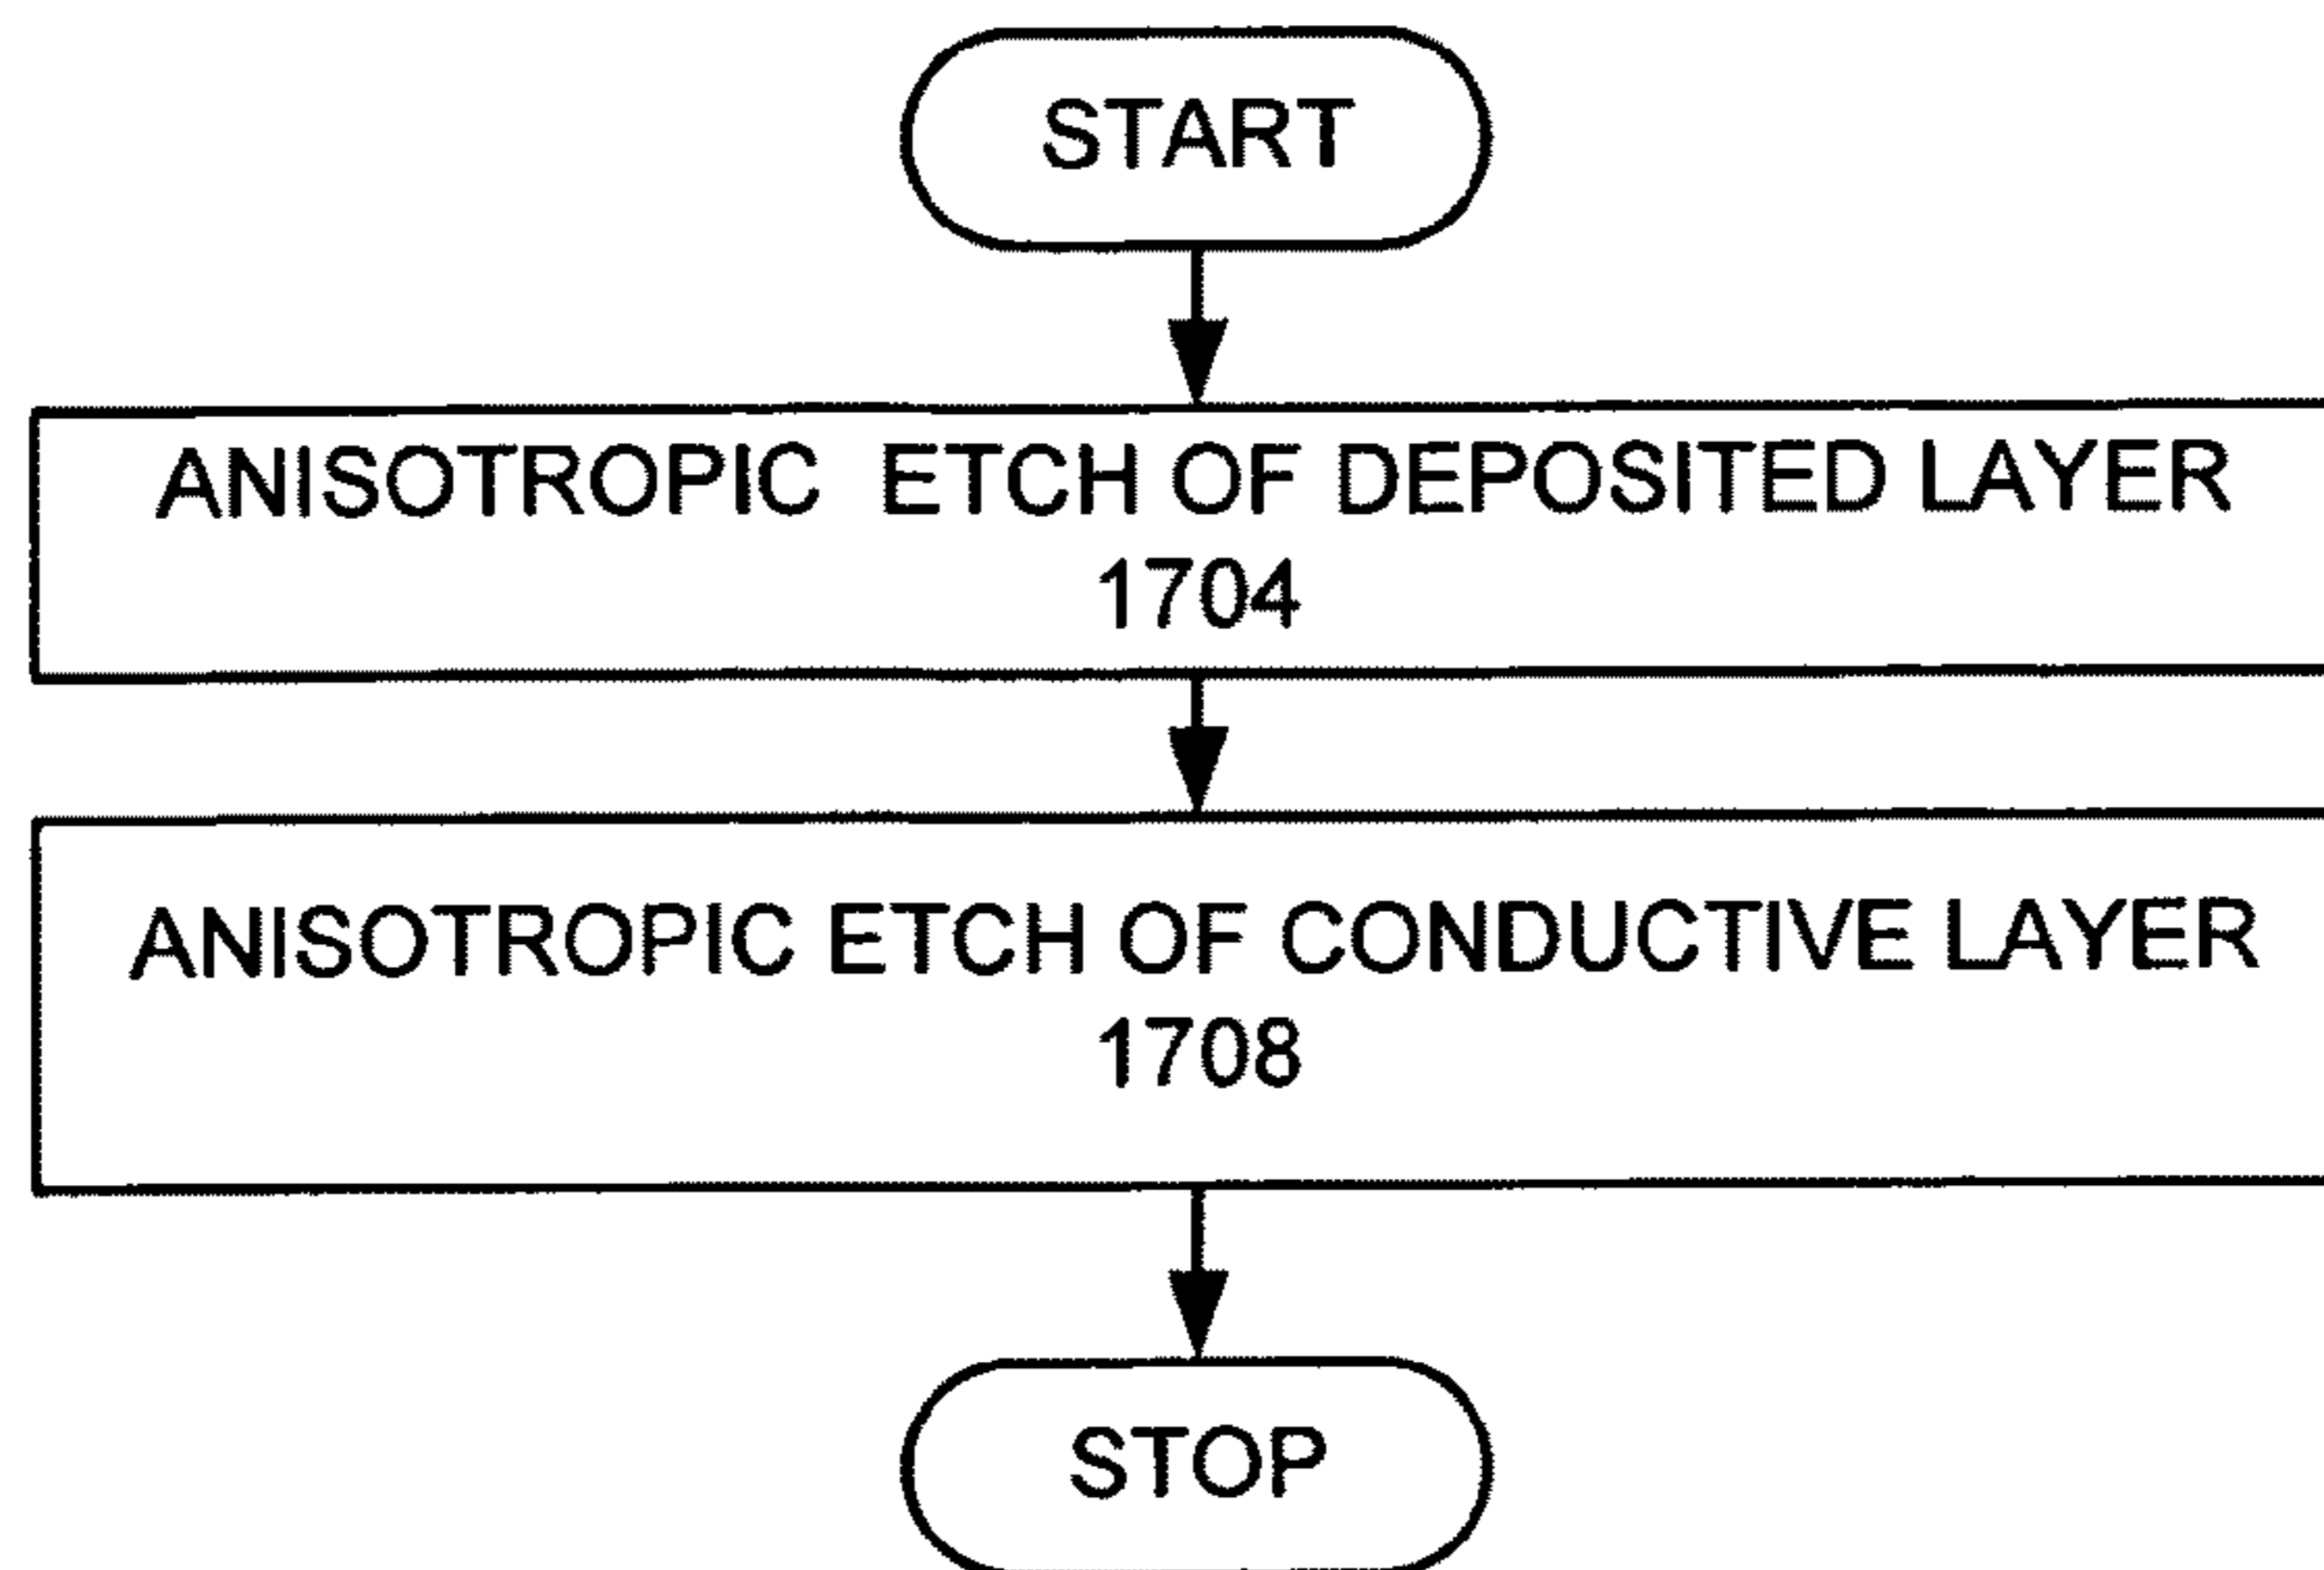 START
ANISOTROPIC ETCH OF DEPOSITED LAYER
1704
ANISOTROPIC ETCH OF CONDUCTIVE LAYER
1708
STOP